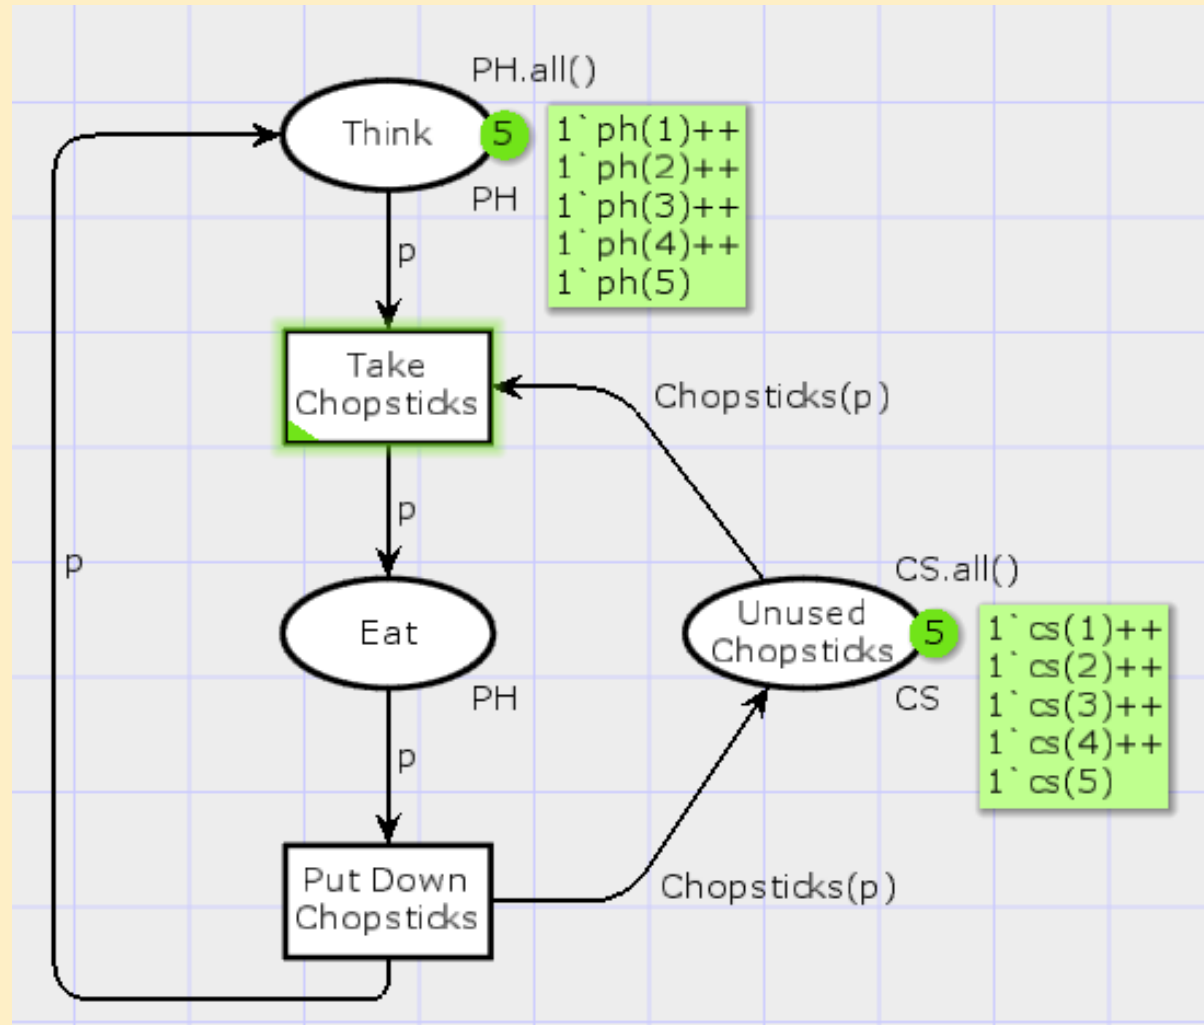 PH.all()
Think
5
1`ph(1)++
1`ph(2)++
1`ph(3)++
1`ph(4)++
1`ph(5)
PH
p
Take
Chopsticks
Chopsticks(p)
p
p
Eat
PH
CS.all()
Unused
Chopsticks
5
1`cs(1)++
1`cs(2)++
1`cs(3)++
1`cs(4)++
1`cs(5)
CS
p
Put Down
Chopsticks
Chopsticks(p)